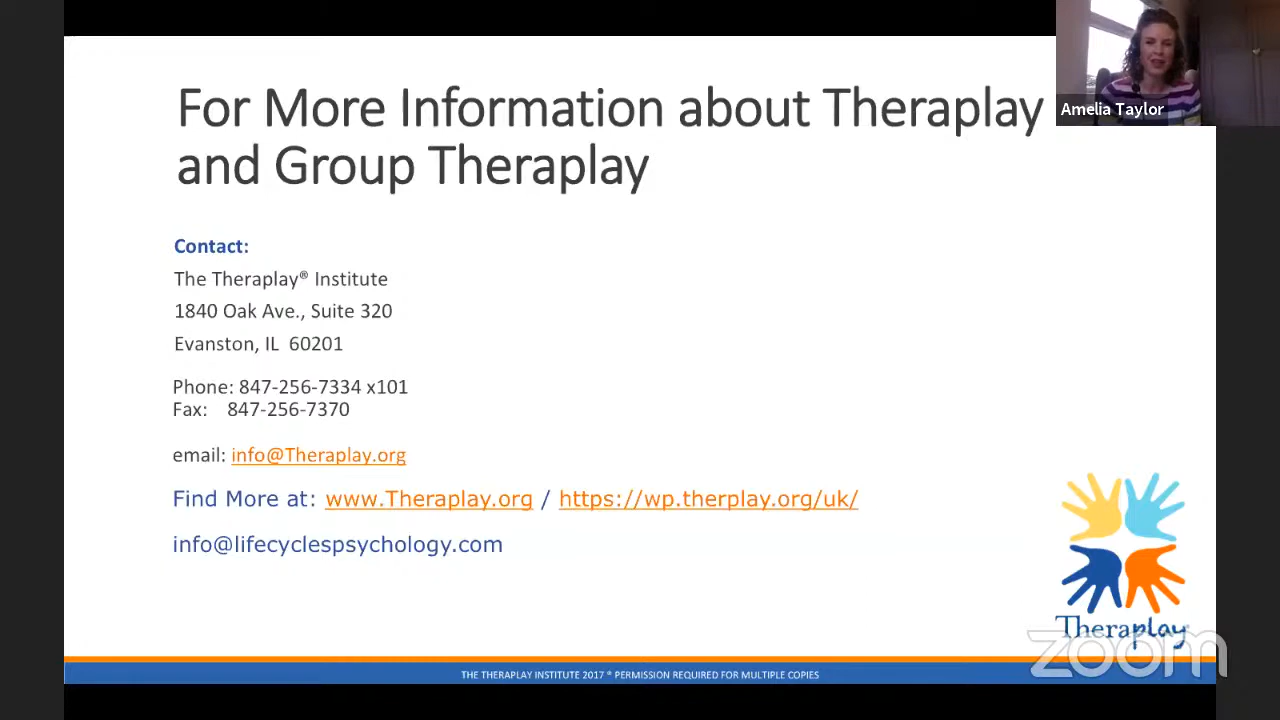 For More Information about Theraplay
and Group Theraplay
Amelia Taylor
Contact:
The Theraplay® Institute
1840 Oak Ave., Suite 320
Evanston, IL 60201
Phone: 847-256-7334 x101
Fax: 847-256-7370
email: info@Theraplay.org
Find More at: www.Theraplay.org / https://wp.therplay.org/uk/
info@lifecyclespsychology.com
Theraplay
zoom
THE THERAPLAY INSTITUTE 2017 ® PERMISSION REQUIRED FOR MULTIPLE COPIES